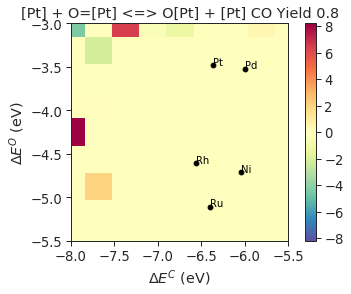 [Pt] + O=[Pt] <=> O[Pt] + [Pt] CO Yield 0.8
−3.0
−3.5
−4.0
−4.5
−5.0
−5.5
ΔE^O (eV)
Pt
Pd
Rh
Ni
Ru
−8.0 −7.5 −7.0 −6.5 −6.0 −5.5
ΔE^C (eV)
8
6
4
2
0
−2
−4
−6
−8